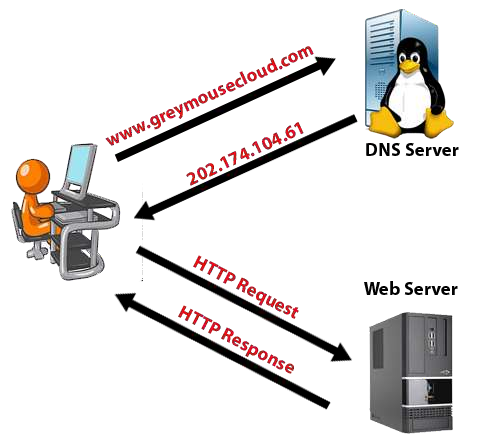 www.greymousecloud.com
DNS Server
202.174.104.61
HTTP Request
Web Server
HTTP Response